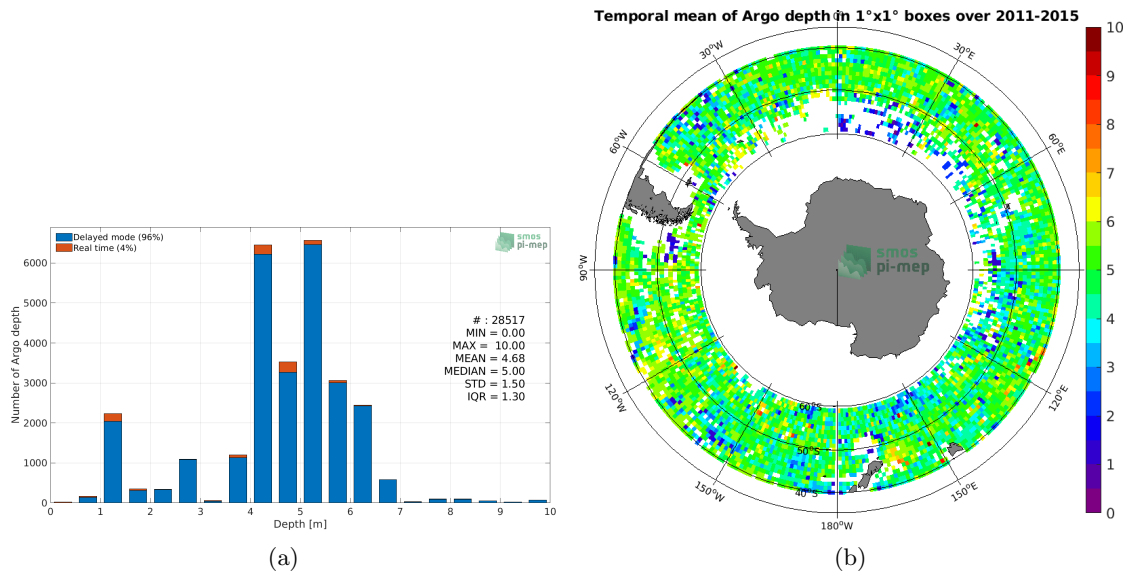 Delayed mode (96%)
Real time (4%)
smos
pi-mep
# : 28517
MIN = 0.00
MAX = 10.00
MEAN = 4.68
MEDIAN = 5.00
STD = 1.50
IQR = 1.30
Number of Argo depth
6000
5000
4000
3000
2000
1000
0
0 1 2 3 4 5 6 7 8 9 10
Depth [m]
(a)
Temporal mean of Argo depth in 1°x1° boxes over 2011-2015
0°
30°W
30°E
60°W
60°E
90°W
smos
pi-mep
120°W
120°E
60°S
50°S
40°S
150°W
150°E
180°W
10
9
8
7
6
5
4
3
2
1
0
(b)